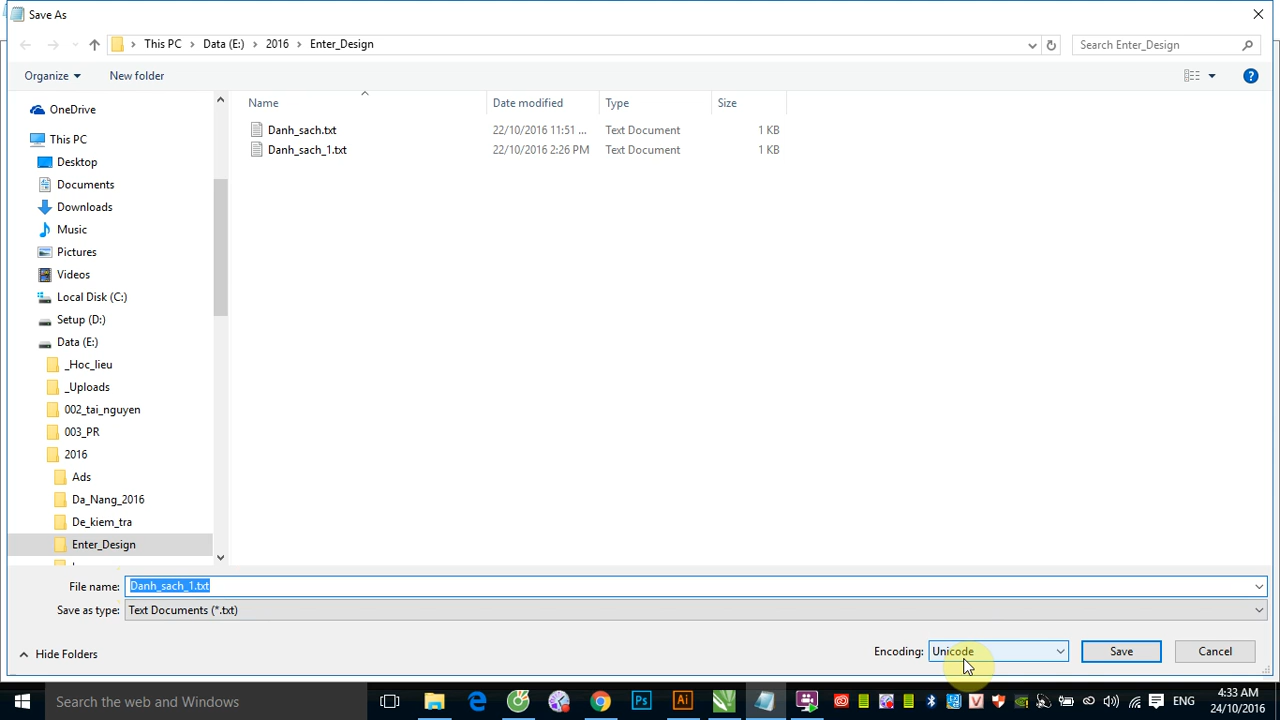 Save As
This PC > Data (E:) > 2016 > Enter_Design
Search Enter_Design
Organize
New folder
Name
Date modified
Type
Size
OneDrive
This PC
Desktop
Documents
Downloads
Music
Pictures
Videos
Local Disk (C:)
Setup (D:)
Data (E:)
_Hoc_lieu
_Uploads
002_tai_nguyen
003_PR
2016
Ads
Da_Nang_2016
De_kiem_tra
Enter_Design
Danh_sach.txt 22/10/2016 11:51 ... Text Document 1 KB
Danh_sach_1.txt 22/10/2016 2:26 PM Text Document 1 KB
File name: Danh_sach_1.txt
Save as type: Text Documents (*.txt)
Hide Folders
Encoding: Unicode
Save
Cancel
Search the web and Windows
Ps
Ai
ENG
4:33 AM
24/10/2016